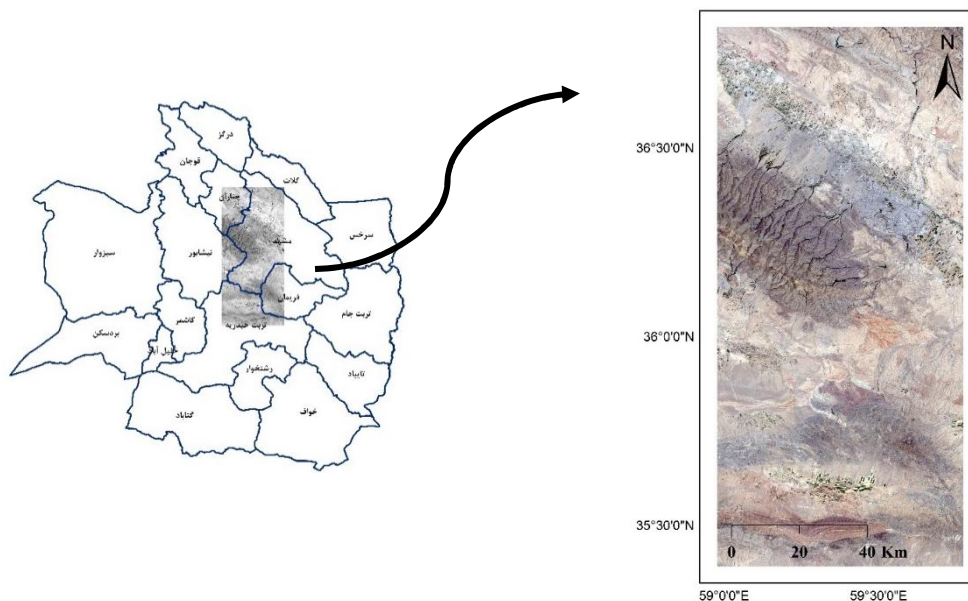 درگز
قوچان
کلات
چناران
مشهد
سرخس
نیشابور
سبزوار
فریمان
تربت جام
کاشمر
تربت حیدریه
بردسکن
خلیل آباد
رشتخوار
تایباد
گناباد
خواف
N
36°30'0"N
36°0'0"N
35°30'0"N
0 20 40 Km
59°0'0"E 59°30'0"E